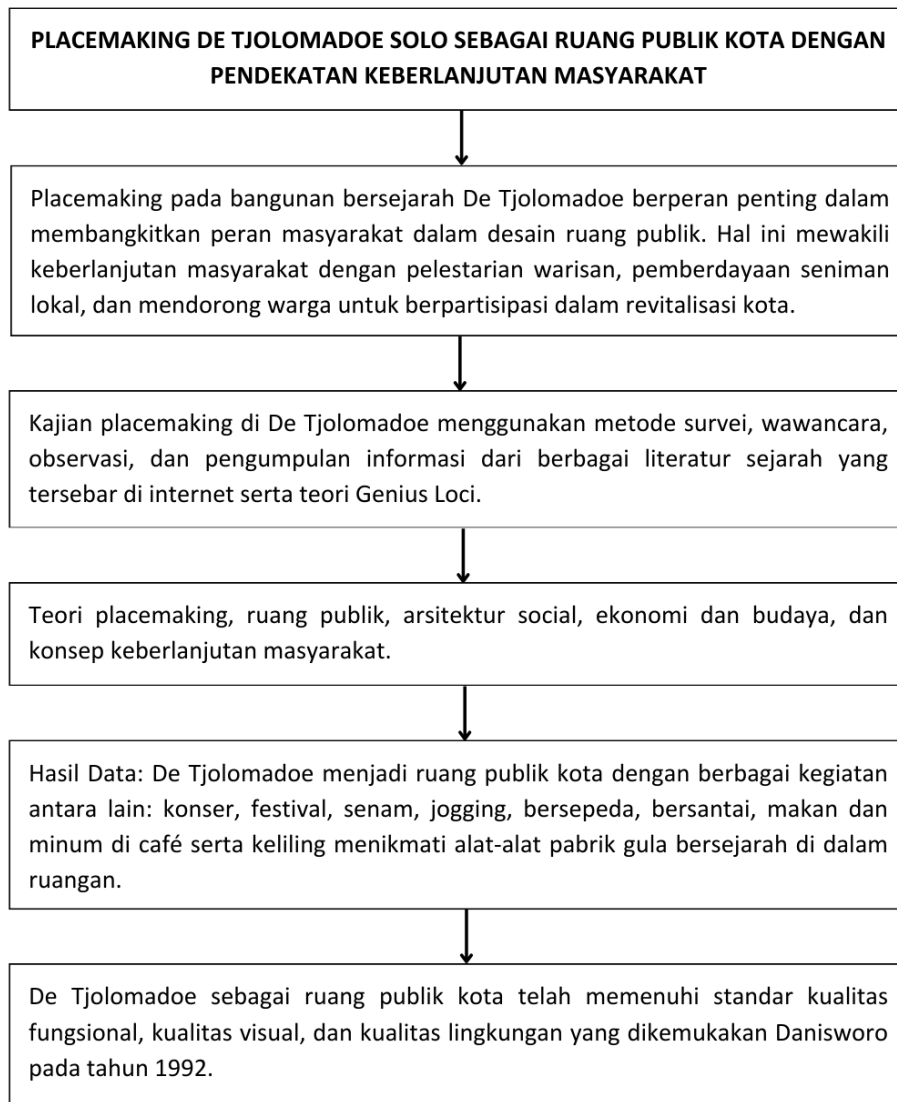 PLACEMAKING DE TJOLOMADOE SOLO SEBAGAI RUANG PUBLIK KOTA DENGAN
PENDEKATAN KEBERLANJUTAN MASYARAKAT
Placemaking pada bangunan bersejarah De Tjolomadoe berperan penting dalam
membangkitkan peran masyarakat dalam desain ruang publik. Hal ini mewakili
keberlanjutan masyarakat dengan pelestarian warisan, pemberdayaan seniman
lokal, dan mendorong warga untuk berpartisipasi dalam revitalisasi kota.
Kajian placemaking di De Tjolomadoe menggunakan metode survei, wawancara,
observasi, dan pengumpulan informasi dari berbagai literatur sejarah yang
tersebar di internet serta teori Genius Loci.
Teori placemaking, ruang publik, arsitektur social, ekonomi dan budaya, dan
konsep keberlanjutan masyarakat.
Hasil Data: De Tjolomadoe menjadi ruang publik kota dengan berbagai kegiatan
antara lain: konser, festival, senam, jogging, bersepeda, bersantai, makan dan
minum di café serta keliling menikmati alat-alat pabrik gula bersejarah di dalam
ruangan.
De Tjolomadoe sebagai ruang publik kota telah memenuhi standar kualitas
fungsional, kualitas visual, dan kualitas lingkungan yang dikemukakan Danisworo
pada tahun 1992.